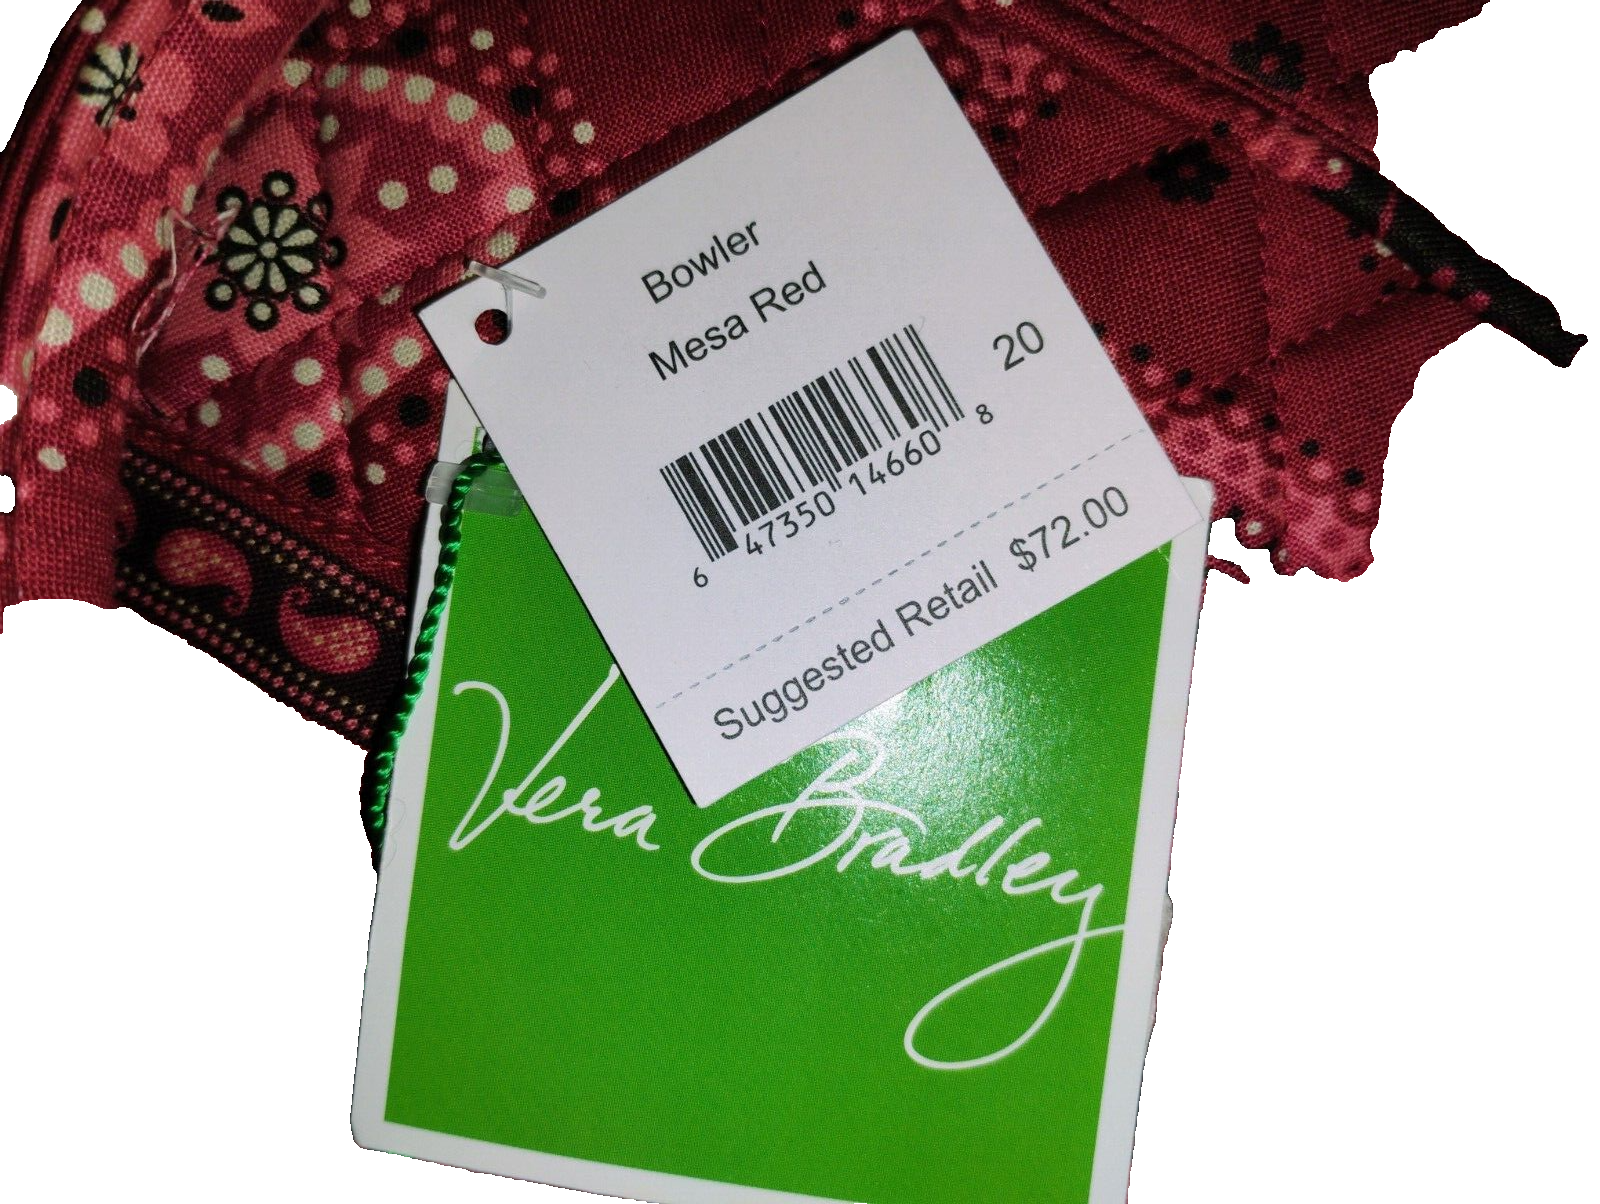 Bowler
Mesa Red
20
6 47350 14660 8
Suggested Retail $72.00
Vera Bradley